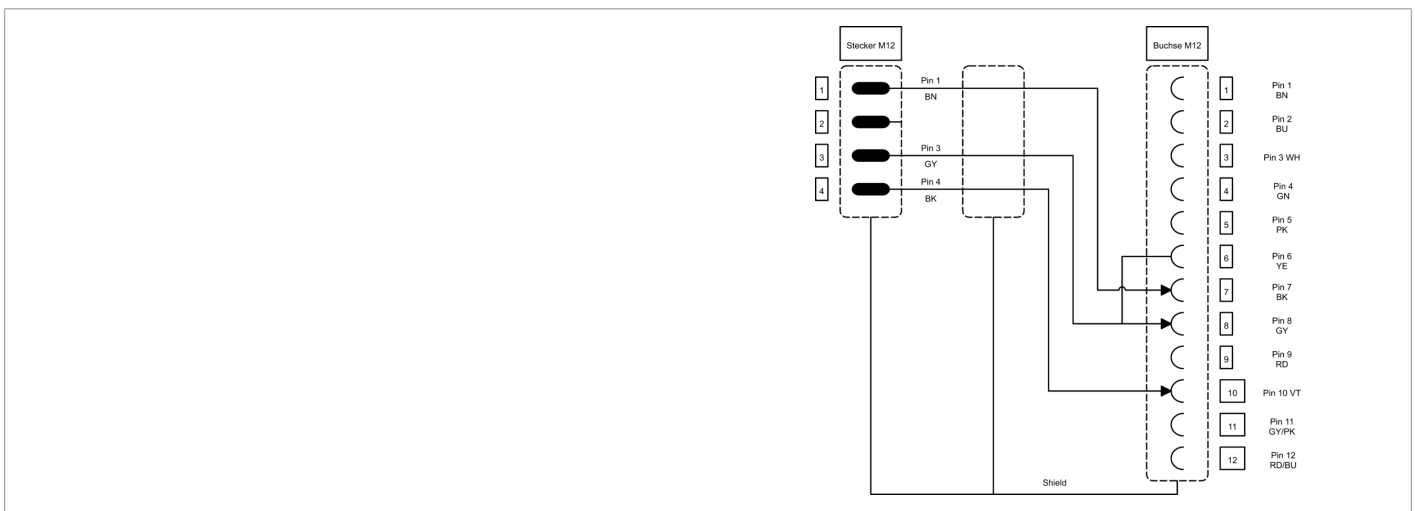 Stecker M12
Buchse M12
1
Pin 1
BN
2
3
Pin 3
GY
4
Pin 4
BK
1
Pin 1
BN
2
Pin 2
BU
3
Pin 3 WH
4
Pin 4
GN
5
Pin 5
PK
6
Pin 6
YE
7
Pin 7
BK
8
Pin 8
GY
9
Pin 9
RD
10
Pin 10 VT
11
Pin 11
GY/PK
12
Pin 12
RD/BU
Shield